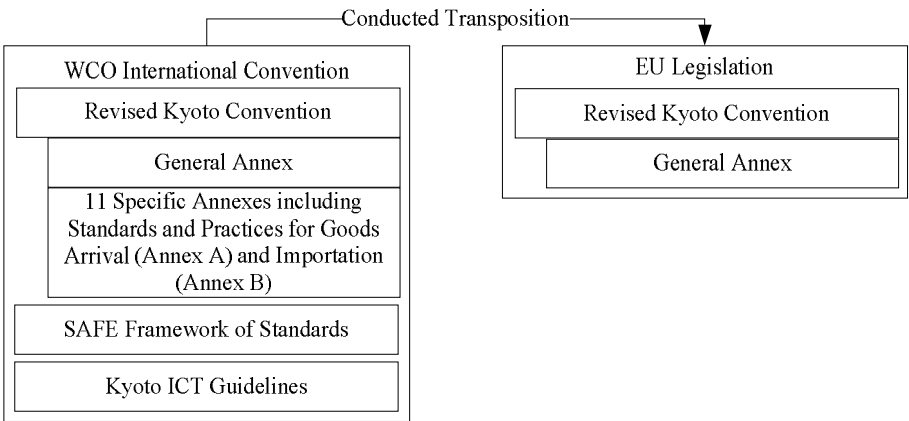 Conducted Transposition
WCO International Convention
Revised Kyoto Convention
General Annex
11 Specific Annexes including
Standards and Practices for Goods
Arrival (Annex A) and Importation
(Annex B)
SAFE Framework of Standards
Kyoto ICT Guidelines
EU Legislation
Revised Kyoto Convention
General Annex